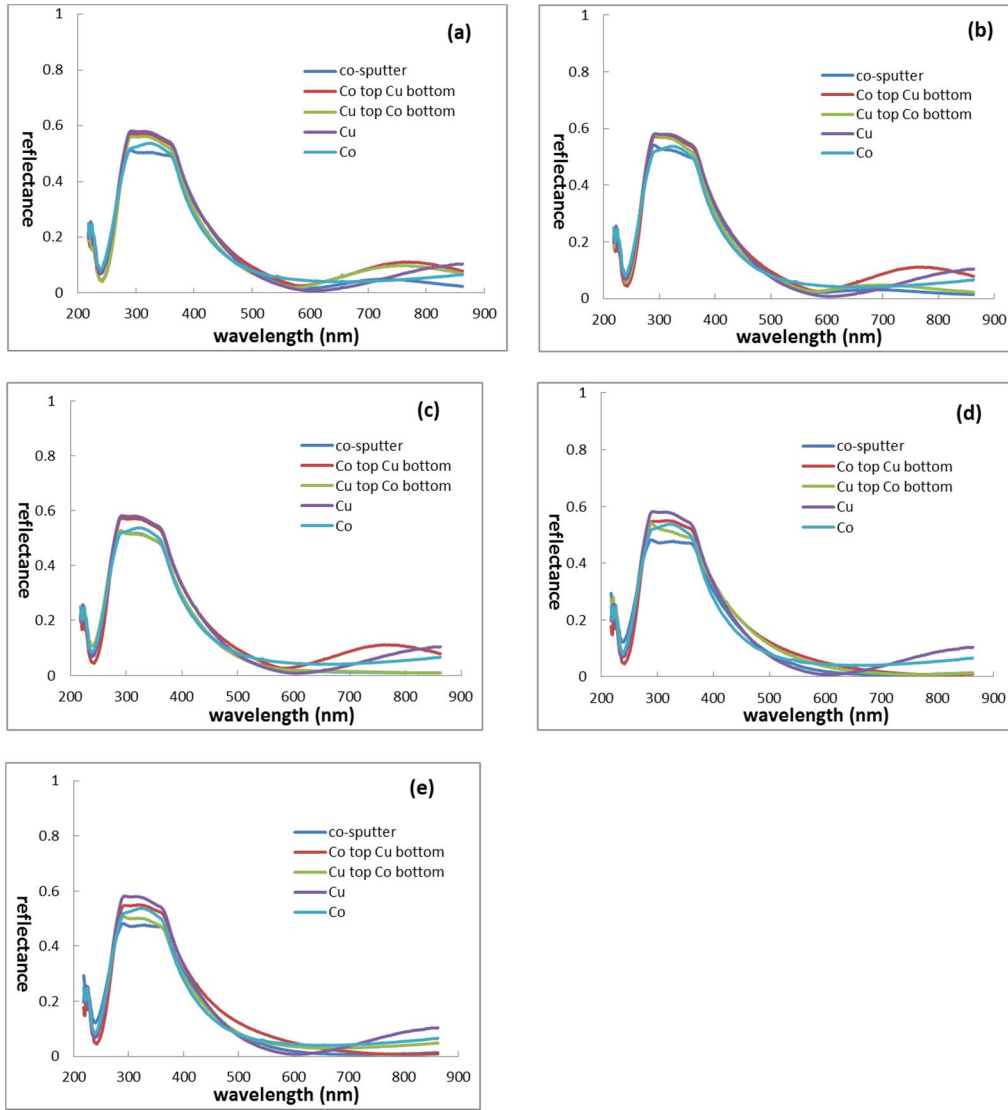 (a)
1
0.8
0.6
0.4
0.2
0
reflectance
co-sputter
Co top Cu bottom
Cu top Co bottom
Cu
Co
200 300 400 500 600 700 800 900
wavelength (nm)
(b)
1
0.8
0.6
0.4
0.2
0
reflectance
co-sputter
Co top Cu bottom
Cu top Co bottom
Cu
Co
200 300 400 500 600 700 800 900
wavelength (nm)
(c)
1
0.8
0.6
0.4
0.2
0
reflectance
co-sputter
Co top Cu bottom
Cu top Co bottom
Cu
Co
200 300 400 500 600 700 800 900
wavelength (nm)
(d)
1
0.8
0.6
0.4
0.2
0
reflectance
co-sputter
Co top Cu bottom
Cu top Co bottom
Cu
Co
200 300 400 500 600 700 800 900
wavelength (nm)
(e)
1
0.8
0.6
0.4
0.2
0
reflectance
co-sputter
Co top Cu bottom
Cu top Co bottom
Cu
Co
200 300 400 500 600 700 800 900
wavelength (nm)